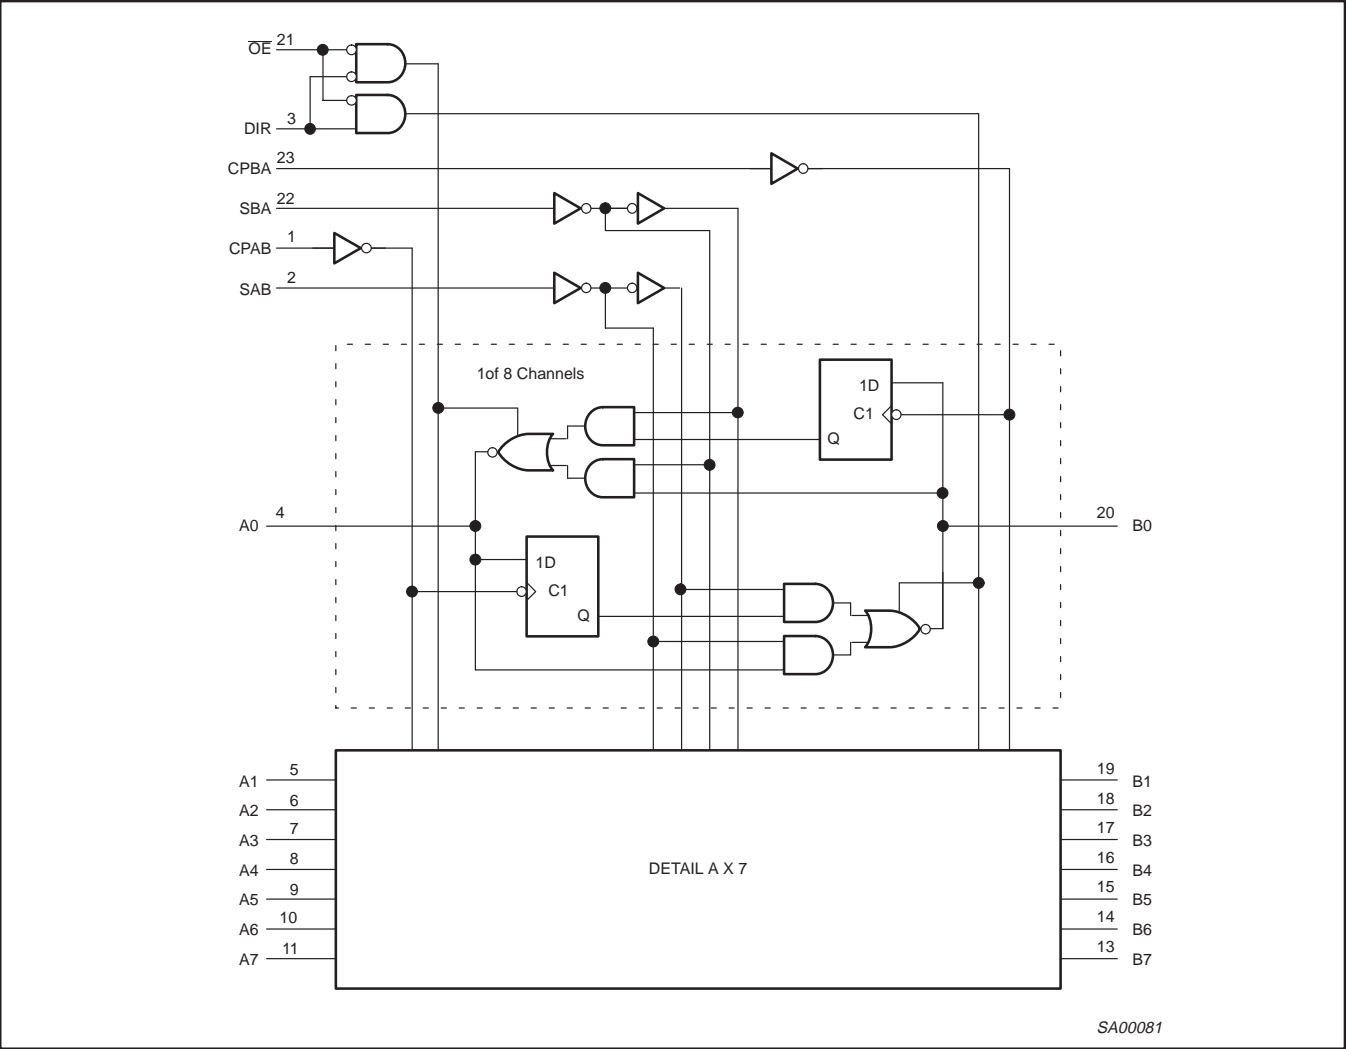 OE 21
DIR 3
CPBA 23
SBA 22
CPAB 1
SAB 2
1of 8 Channels
1D
C1
Q
A0 4
20 B0
1D
C1
Q
A1 5
A2 6
A3 7
A4 8
A5 9
A6 10
A7 11
DETAIL A X 7
19 B1
18 B2
17 B3
16 B4
15 B5
14 B6
13 B7
SA00081